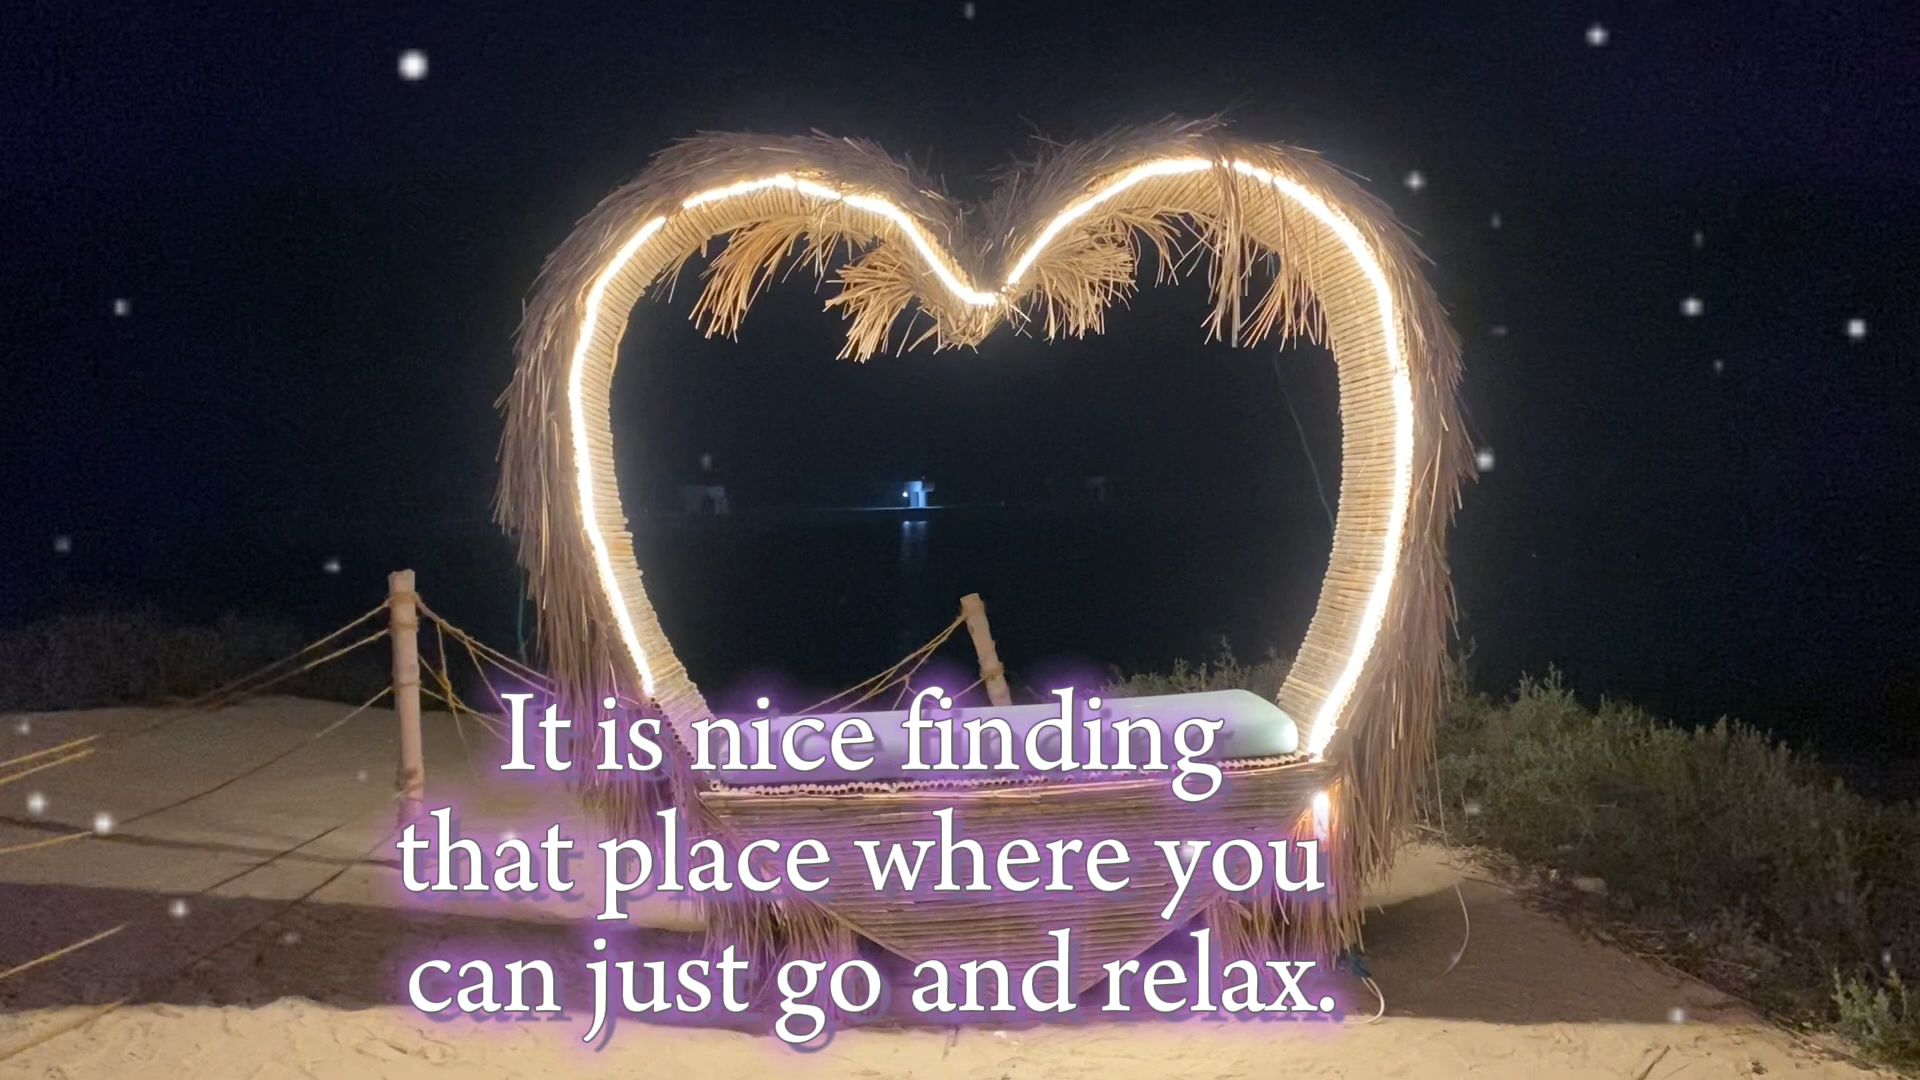 It is nice finding
that place where you
can just go and relax.